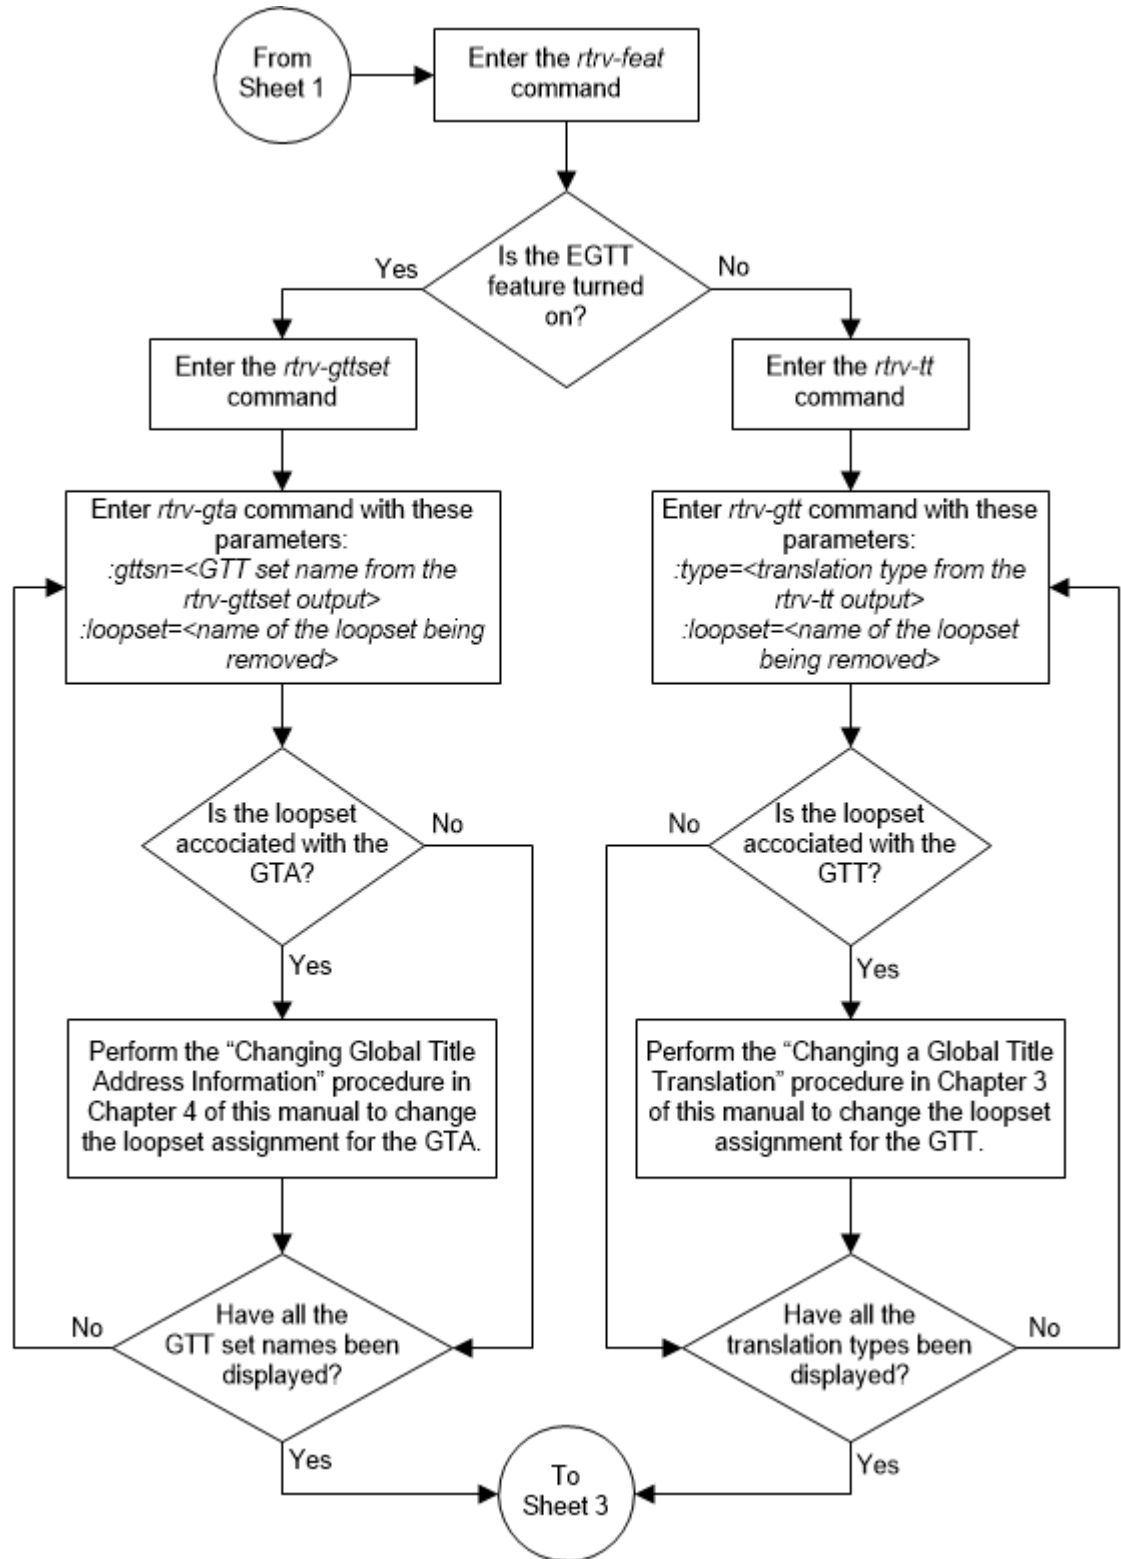 From
Sheet 1
Enter the rtrv-feat
command
Is the EGTT
feature turned
on?
Yes
No
Enter the rtrv-gttset
command
Enter the rtrv-tt
command
Enter rtrv-gta command with these
parameters:
:gttsn=<GTT set name from the
rtrv-gttset output>
:loopset=<name of the loopset being
removed>
Enter rtrv-gtt command with these
parameters:
:type=<translation type from the
rtrv-tt output>
:loopset=<name of the loopset
being removed>
Is the loopset
accociated with the
GTA?
No
Yes
No
Is the loopset
accociated with the
GTT?
Yes
Perform the “Changing Global Title
Address Information” procedure in
Chapter 4 of this manual to change
the loopset assignment for the GTA.
Perform the “Changing a Global Title
Translation” procedure in Chapter 3
of this manual to change the loopset
assignment for the GTT.
No
Have all the
GTT set names been
displayed?
Yes
Have all the
translation types been
displayed?
No
Yes
To
Sheet 3